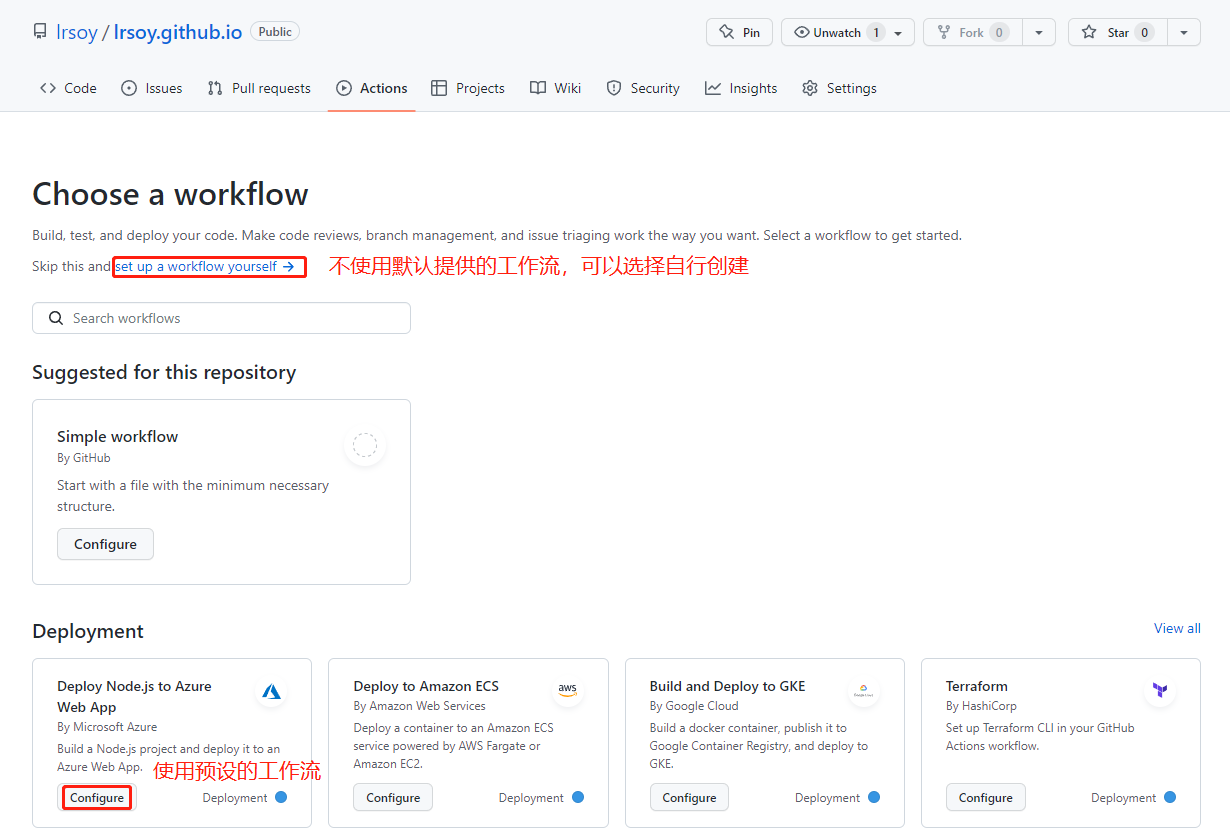 lrsoy / lrsoy.github.io Public Pin Unwatch 1 Fork 0 Star 0
Code Issues Pull requests Actions Projects Wiki Security Insights Settings
Choose a workflow
Build, test, and deploy your code. Make code reviews, branch management, and issue triaging work the way you want. Select a workflow to get started.
Skip this and set up a workflow yourself → 不使用默认提供的工作流，可以选择自行创建
Search workflows
Suggested for this repository
Simple workflow
By GitHub
Start with a file with the minimum necessary
structure.
Configure
Deployment View all
Deploy Node.js to Azure
Web App
By Microsoft Azure
Build a Node.js project and deploy it to an
Azure Web App.
使用预设的工作流
Configure Deployment
Deploy to Amazon ECS
aws
By Amazon Web Services
Deploy a container to an Amazon ECS
service powered by AWS Fargate or
Amazon EC2.
Configure Deployment
Build and Deploy to GKE
By Google Cloud
Build a docker container, publish it to
Google Container Registry, and deploy to
GKE.
Configure Deployment
Terraform
By HashiCorp
Set up Terraform CLI in your GitHub
Actions workflow.
Configure Deployment